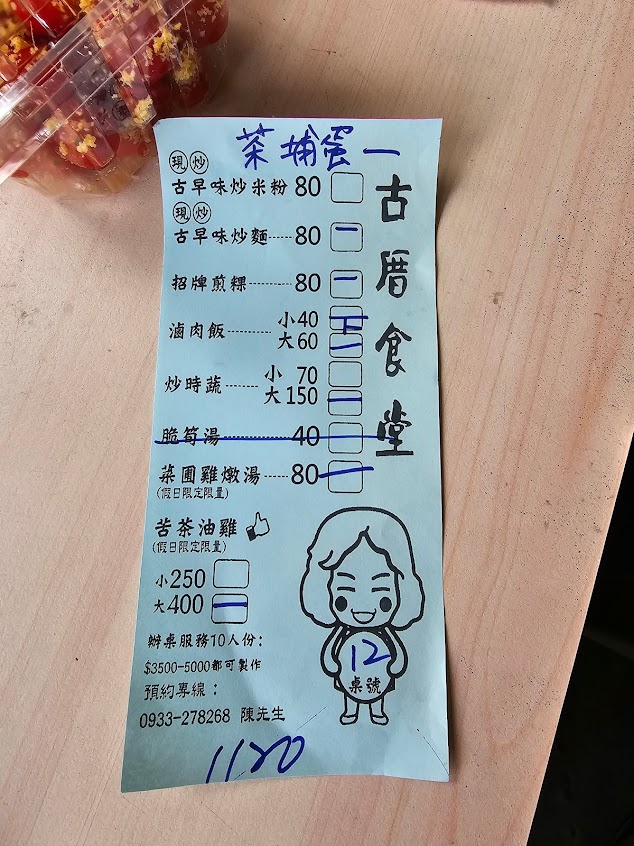 菜埔蛋一
現炒
古早味炒米粉 80
現炒
古早味炒麵-----80
招牌煎粿-----80
滷肉飯------小40
大60
炒時蔬------小 70
大150
脆筍湯--------40
菜圃雞燉湯----80
(假日限定限量)
苦茶油雞
(假日限定限量)
小250
大400
辦桌服務10人份:
$3500-5000都可製作
預約專線：
0933-278268 陳先生
古厝食堂
12
桌號